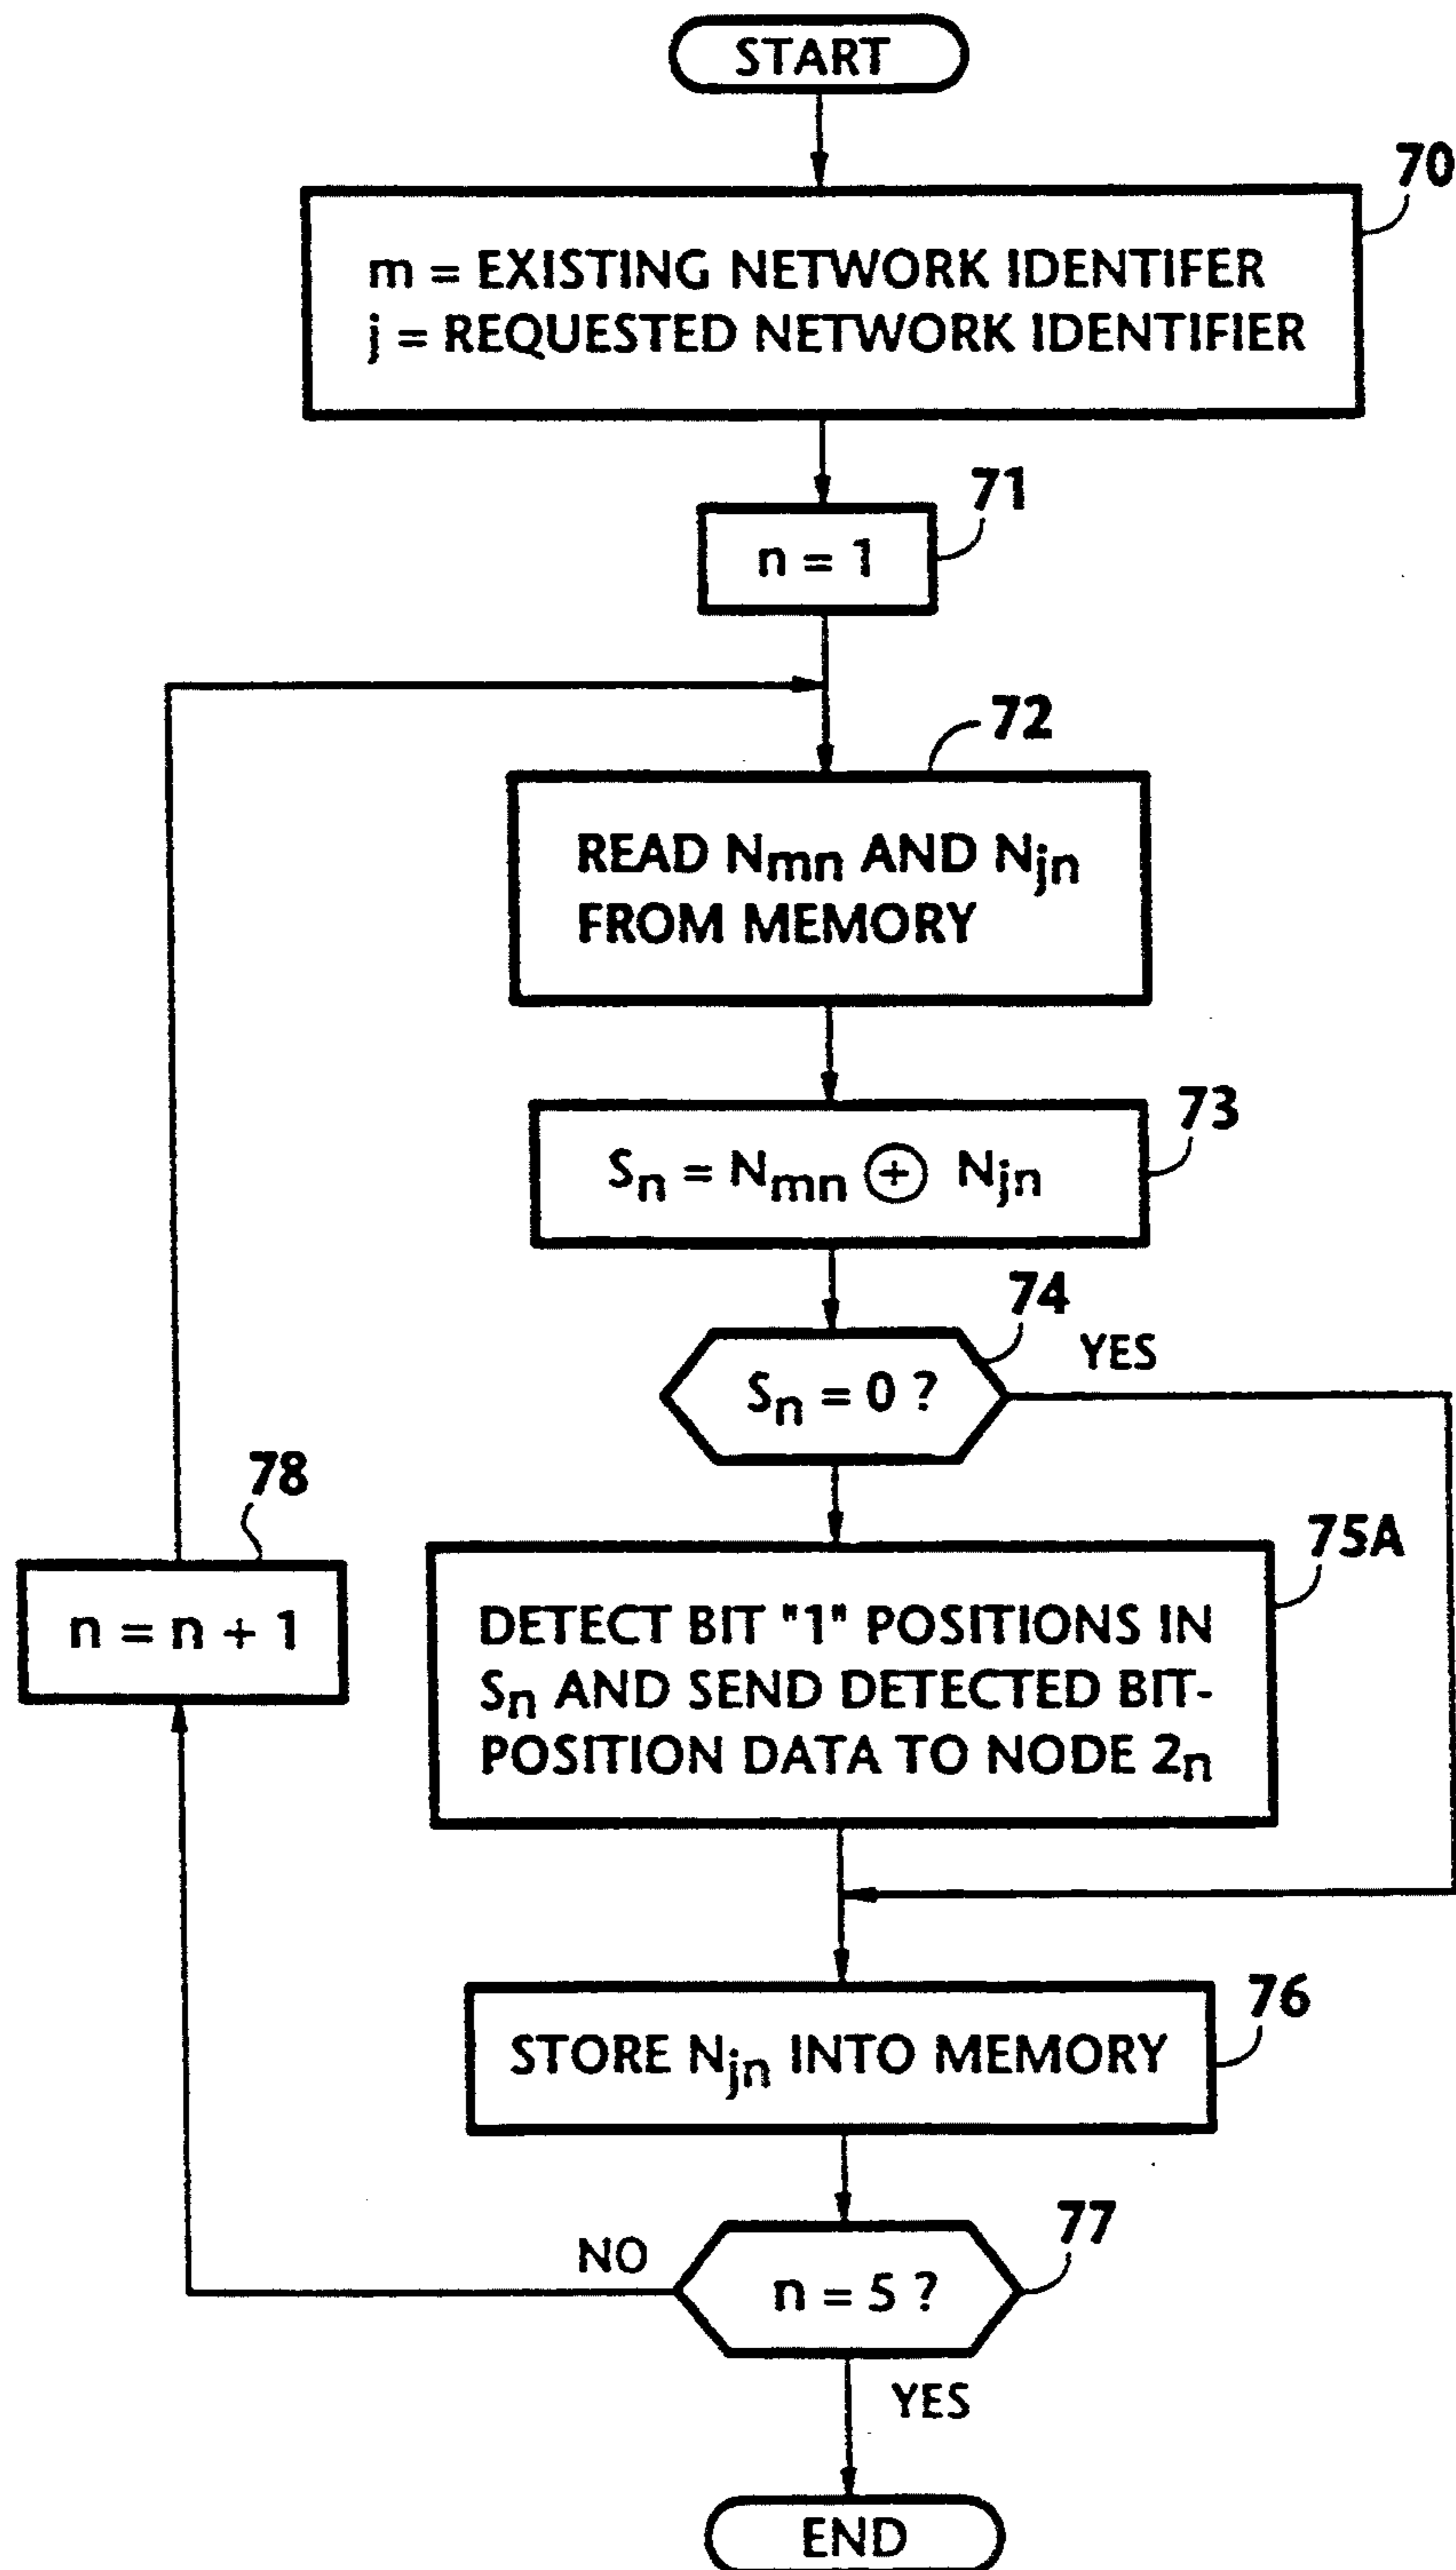 START
70
m = EXISTING NETWORK IDENTIFER
j = REQUESTED NETWORK IDENTIFIER
71
n = 1
72
READ Nmn AND Njn
FROM MEMORY
73
Sn = Nmn ⊕ Njn
74
YES
Sn = 0 ?
78
n = n + 1
75A
DETECT BIT "1" POSITIONS IN
Sn AND SEND DETECTED BIT-
POSITION DATA TO NODE 2n
76
STORE Njn INTO MEMORY
77
NO
n = 5 ?
YES
END